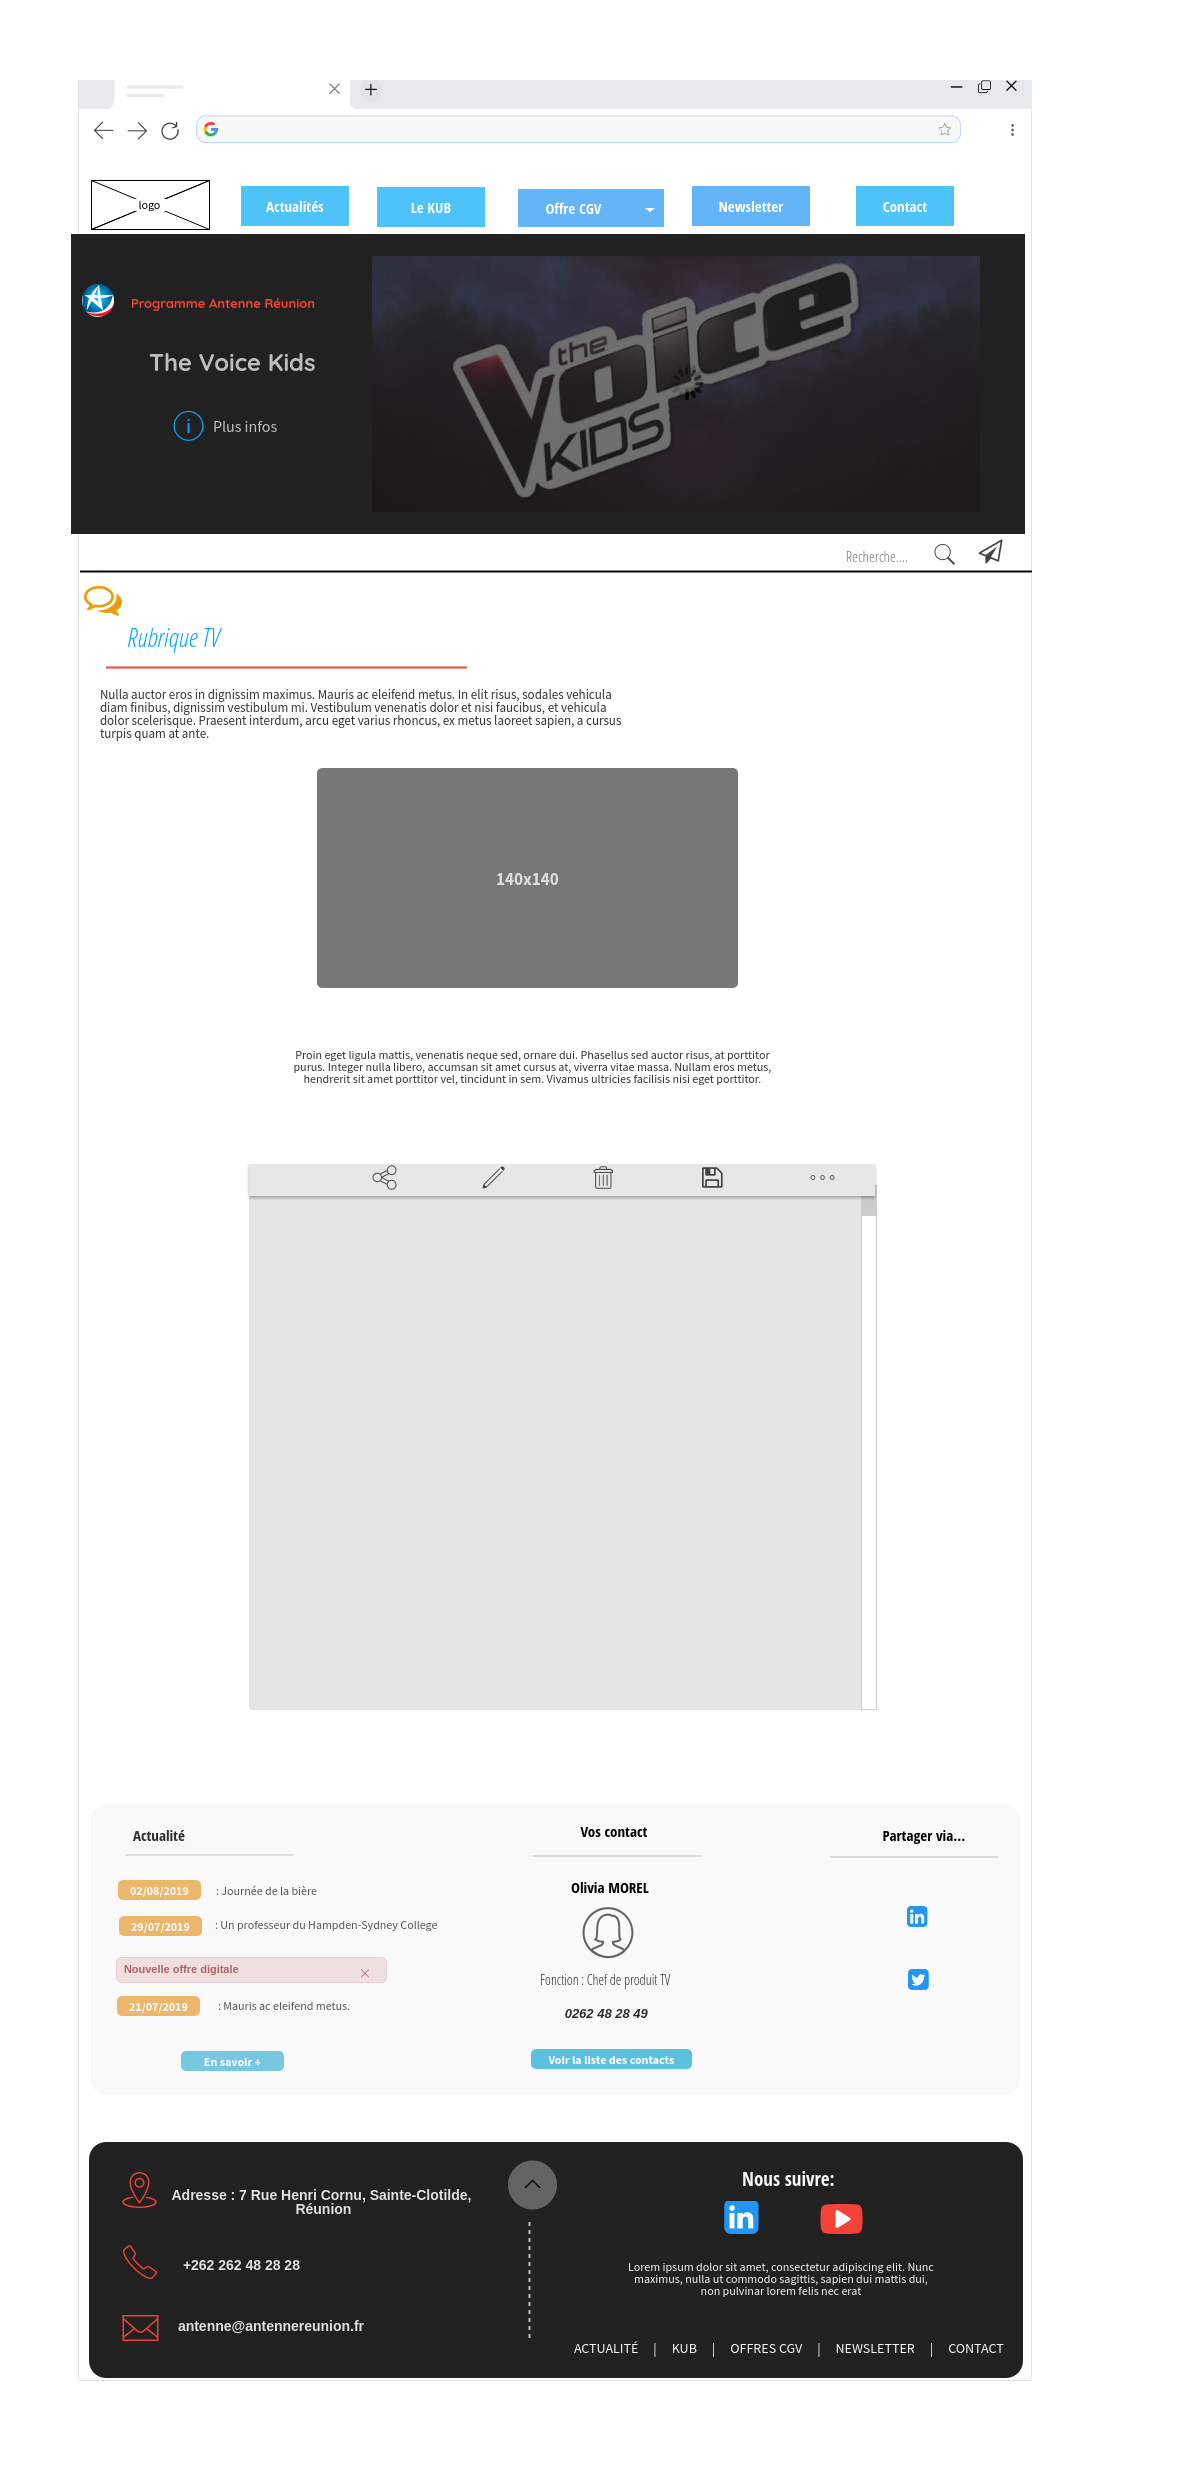 logo
Actualités
Le KUB
Offre CGV
Newsletter
Contact
Programme Antenne Réunion
The Voice Kids
Plus infos
the
Voice
KIDS
Recherche....
Rubrique TV
Nulla auctor eros in dignissim maximus. Mauris ac eleifend metus. In elit risus, sodales vehicula
diam finibus, dignissim vestibulum mi. Vestibulum venenatis dolor et nisi faucibus, et vehicula
dolor scelerisque. Praesent interdum, arcu eget varius rhoncus, ex metus laoreet sapien, a cursus
turpis quam at ante.
140x140
Proin eget ligula mattis, venenatis neque sed, ornare dui. Phasellus sed auctor risus, at porttitor
purus. Integer nulla libero, accumsan sit amet cursus at, viverra vitae massa. Nullam eros metus,
hendrerit sit amet porttitor vel, tincidunt in sem. Vivamus ultricies facilisis nisi eget porttitor.
Actualité
02/08/2019 : Journée de la bière
29/07/2019 : Un professeur du Hampden-Sydney College
Nouvelle offre digitale
21/07/2019 : Mauris ac eleifend metus.
En savoir +
Vos contact
Olivia MOREL
Fonction : Chef de produit TV
0262 48 28 49
Voir la liste des contacts
Partager via...
Adresse : 7 Rue Henri Cornu, Sainte-Clotilde,
Réunion
+262 262 48 28 28
antenne@antennereunion.fr
Nous suivre:
Lorem ipsum dolor sit amet, consectetur adipiscing elit. Nunc
maximus, nulla ut commodo sagittis, sapien dui mattis dui,
non pulvinar lorem felis nec erat
ACTUALITÉ | KUB | OFFRES CGV | NEWSLETTER | CONTACT